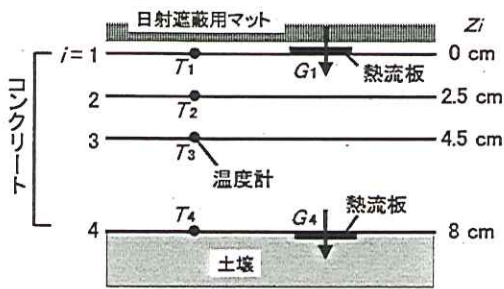 日射遮蔽用マット
Zi
i=1
T1
G1
熱流板
0 cm
2
T2
2.5 cm
3
T3
4.5 cm
コンクリート
温度計
熱流板
4
T4
G4
8 cm
土壌